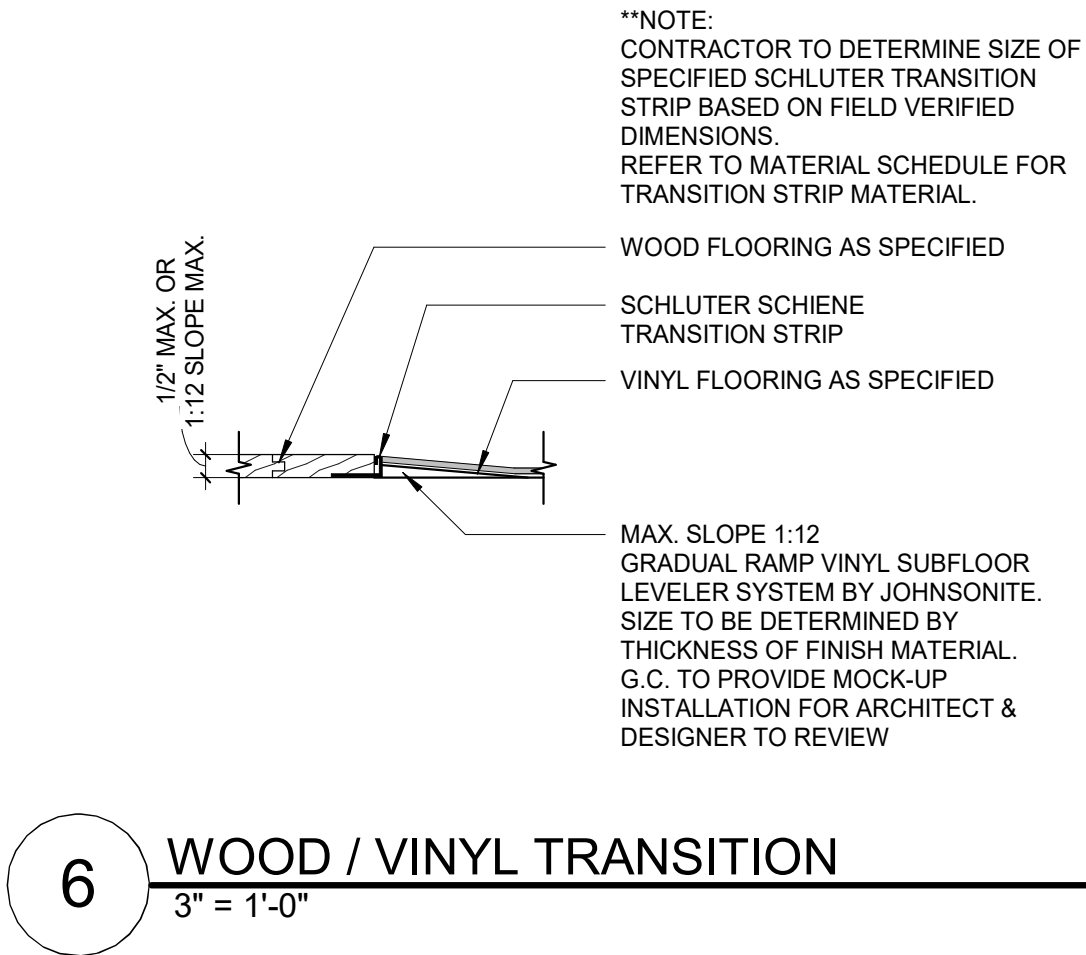 **NOTE:
CONTRACTOR TO DETERMINE SIZE OF
SPECIFIED SCHLUTER TRANSITION
STRIP BASED ON FIELD VERIFIED
DIMENSIONS.
REFER TO MATERIAL SCHEDULE FOR
TRANSITION STRIP MATERIAL.
WOOD FLOORING AS SPECIFIED
SCHLUTER SCHIENE
TRANSITION STRIP
VINYL FLOORING AS SPECIFIED
1/2" MAX. OR
1:12 SLOPE MAX.
MAX. SLOPE 1:12
GRADUAL RAMP VINYL SUBFLOOR
LEVELER SYSTEM BY JOHNSONITE.
SIZE TO BE DETERMINED BY
THICKNESS OF FINISH MATERIAL.
G.C. TO PROVIDE MOCK-UP
INSTALLATION FOR ARCHITECT &
DESIGNER TO REVIEW
6
WOOD / VINYL TRANSITION
3" = 1'-0"